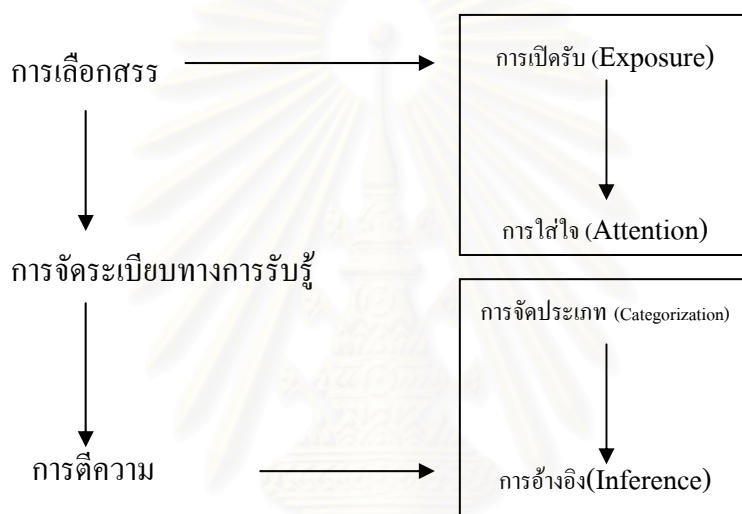 การเลือกสรร
การเปิดรับ (Exposure)
การใส่ใจ (Attention)
การจัดระเบียบทางการรับรู้
การจัดประเภท (Categorization)
การตีความ
การอ้างอิง(Inference)